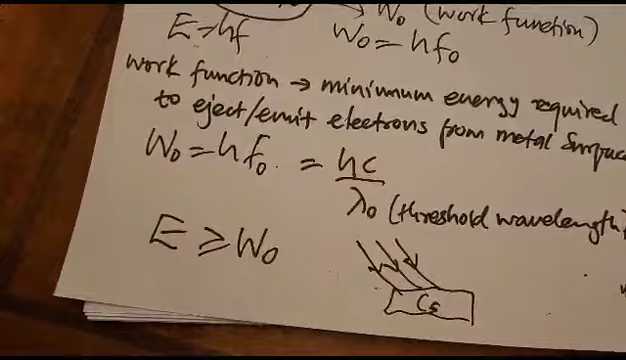 → W₀ (work function)
E = hf
W₀ = hf₀
work function → minimum energy required
to eject/emit electrons from metal surface
W₀ = hf₀. = hc
λ₀ (threshold wavelength)
E ≥ W₀
Cs